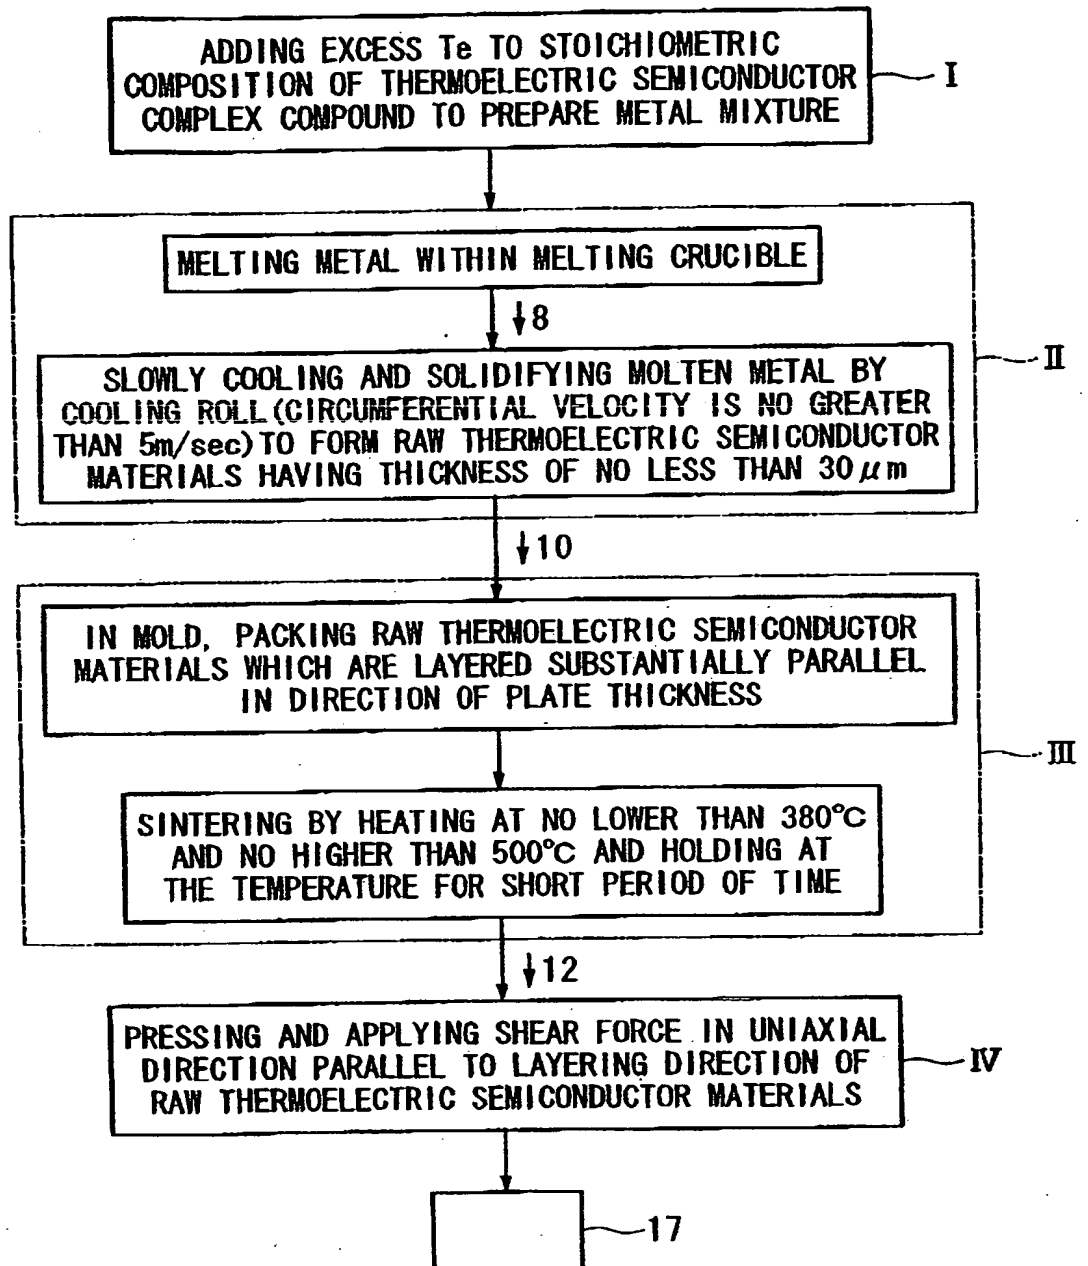 ADDING EXCESS Te TO STOICHIOMETRIC
COMPOSITION OF THERMOELECTRIC SEMICONDUCTOR
COMPLEX COMPOUND TO PREPARE METAL MIXTURE
I
MELTING METAL WITHIN MELTING CRUCIBLE
8
SLOWLY COOLING AND SOLIDIFYING MOLTEN METAL BY
COOLING ROLL(CIRCUMFERENTIAL VELOCITY IS NO GREATER
THAN 5m/sec)TO FORM RAW THERMOELECTRIC SEMICONDUCTOR
MATERIALS HAVING THICKNESS OF NO LESS THAN 30μm
II
10
IN MOLD, PACKING RAW THERMOELECTRIC SEMICONDUCTOR
MATERIALS WHICH ARE LAYERED SUBSTANTIALLY PARALLEL
IN DIRECTION OF PLATE THICKNESS
III
SINTERING BY HEATING AT NO LOWER THAN 380°C
AND NO HIGHER THAN 500°C AND HOLDING AT
THE TEMPERATURE FOR SHORT PERIOD OF TIME
12
PRESSING AND APPLYING SHEAR FORCE IN UNIAXIAL
DIRECTION PARALLEL TO LAYERING DIRECTION OF
RAW THERMOELECTRIC SEMICONDUCTOR MATERIALS
IV
17